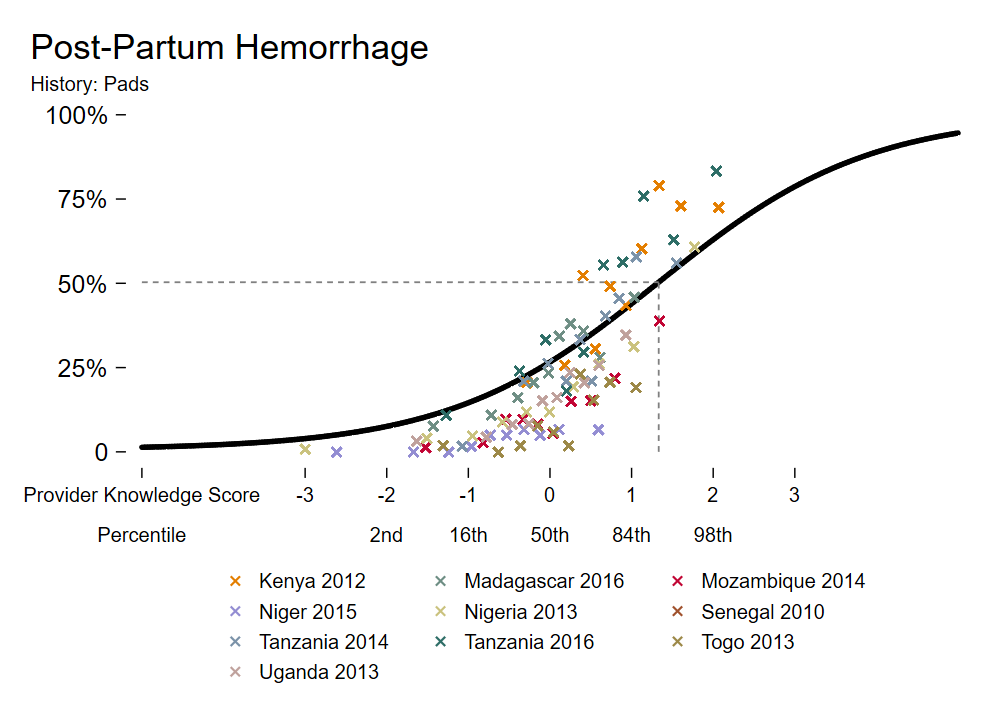 Post-Partum Hemorrhage
History: Pads
100%
75%
50%
25%
0
Provider Knowledge Score -3 -2 -1 0 1 2 3
Percentile 2nd 16th 50th 84th 98th
Kenya 2012 Madagascar 2016 Mozambique 2014
Niger 2015 Nigeria 2013 Senegal 2010
Tanzania 2014 Tanzania 2016 Togo 2013
Uganda 2013